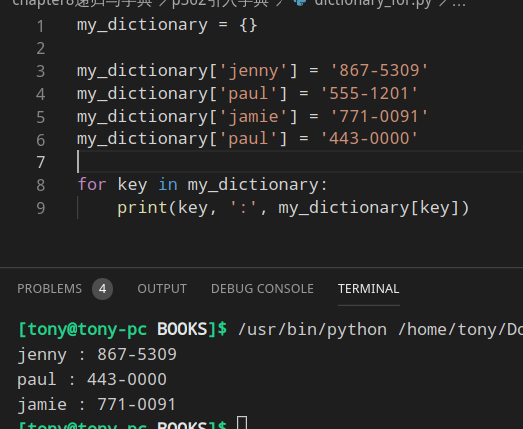 chapter8递归与字典 > p302引入字典 > dictionary_for.py > ...
1 my_dictionary = {}
2
3 my_dictionary['jenny'] = '867-5309'
4 my_dictionary['paul'] = '555-1201'
5 my_dictionary['jamie'] = '771-0091'
6 my_dictionary['paul'] = '443-0000'
7
8 for key in my_dictionary:
9 print(key, ':', my_dictionary[key])
PROBLEMS 4 OUTPUT DEBUG CONSOLE TERMINAL
[tony@tony-pc BOOKS]$ /usr/bin/python /home/tony/Do
jenny : 867-5309
paul : 443-0000
jamie : 771-0091
[tony@tony-pc BOOKS]$